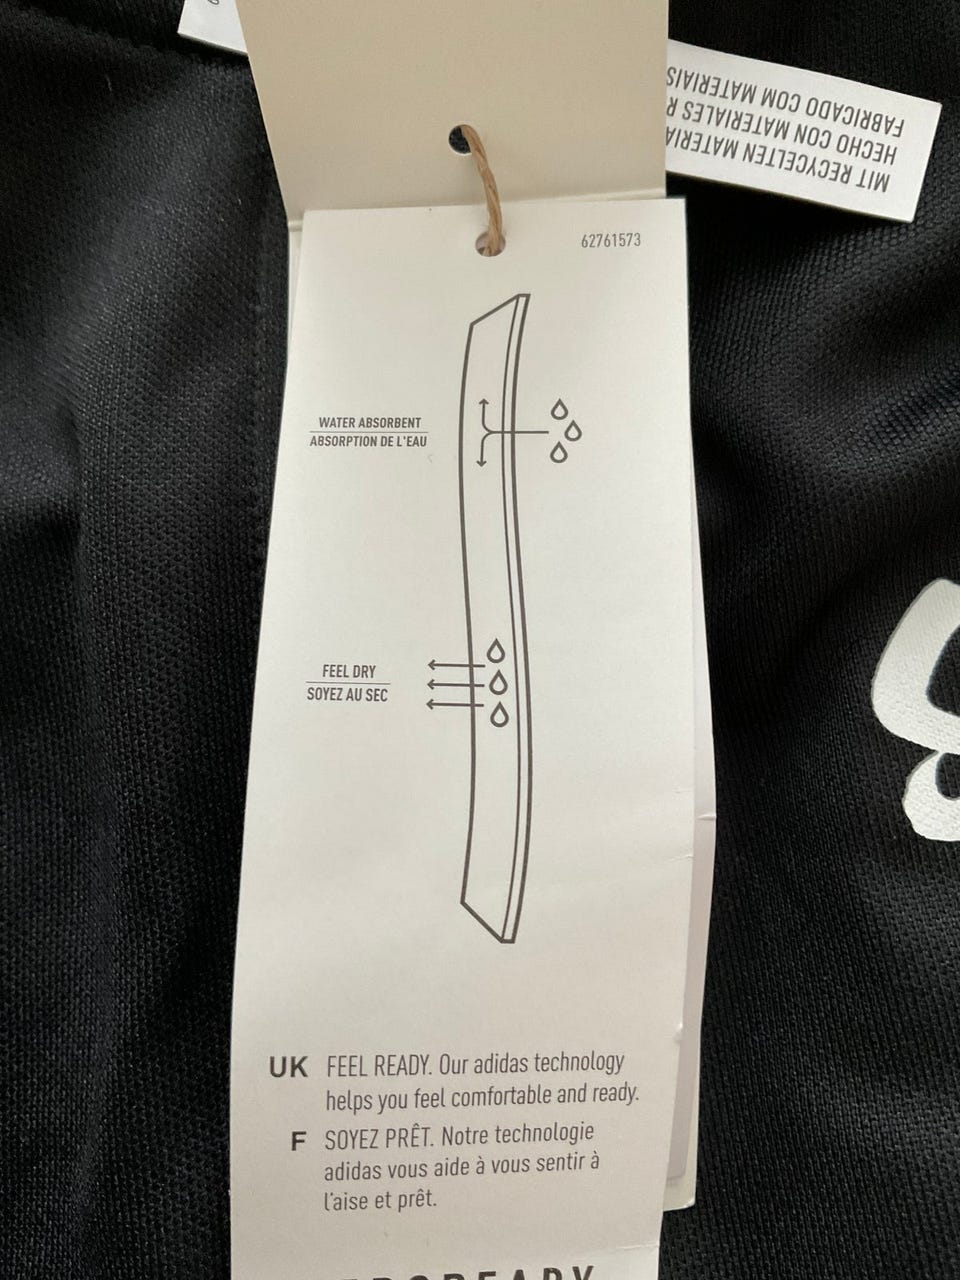 FABRICADO COM MATERIAIS
HECHO CON MATERIALES
MIT RECYCELTEN
62761573
WATER ABSORBENT
ABSORPTION DE L'EAU
FEEL DRY
SOYEZ AU SEC
UK FEEL READY. Our adidas technology
helps you feel comfortable and ready.
F SOYEZ PRÊT. Notre technologie
adidas vous aide à vous sentir à
l'aise et prêt.